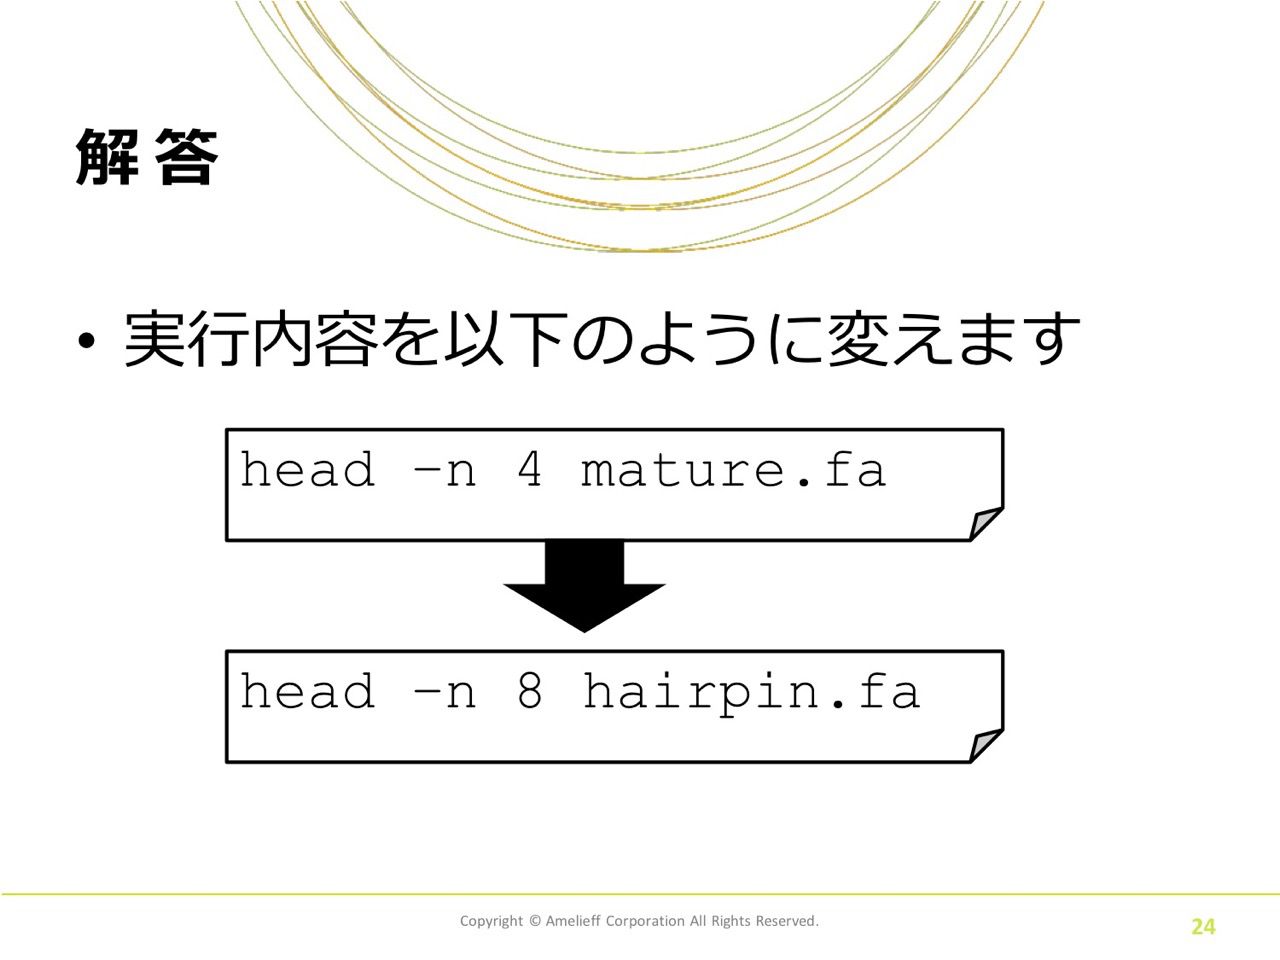 解答
• 実行内容を以下のように変えます
head –n 4 mature.fa
head –n 8 hairpin.fa
Copyright © Amelieff Corporation All Rights Reserved.
24